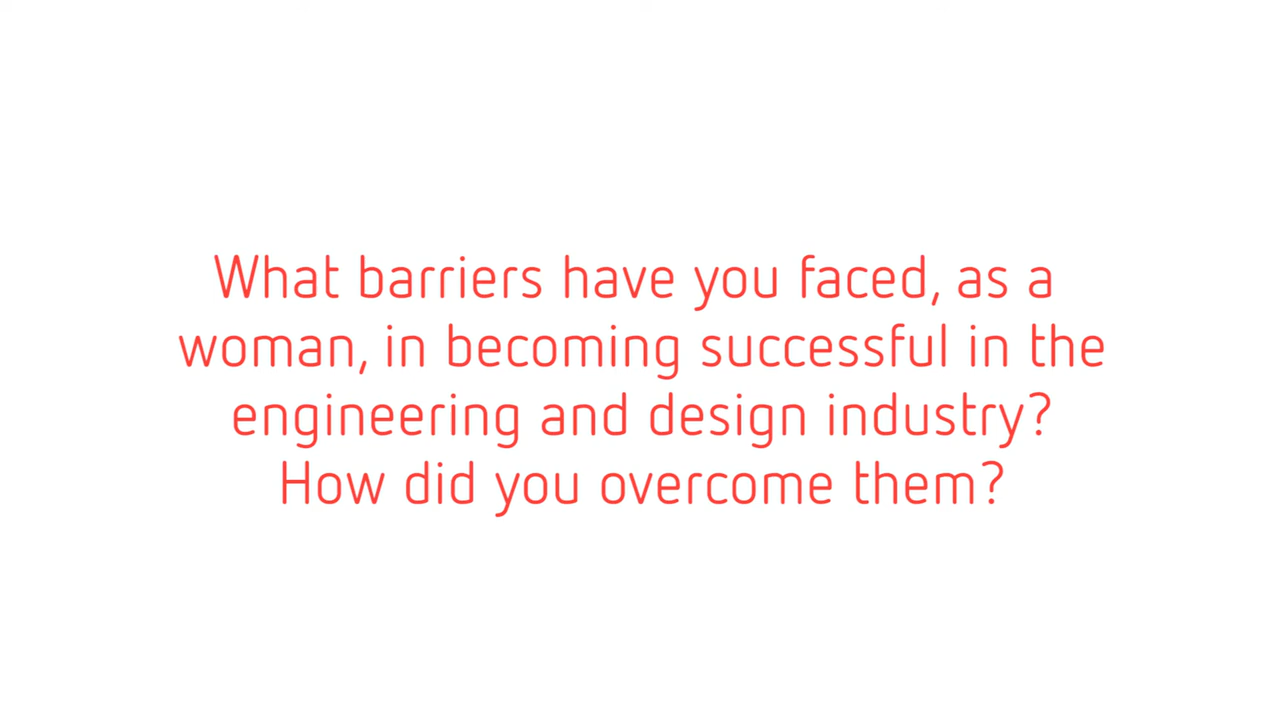 What barriers have you faced, as a
woman, in becoming successful in the
engineering and design industry?
How did you overcome them?